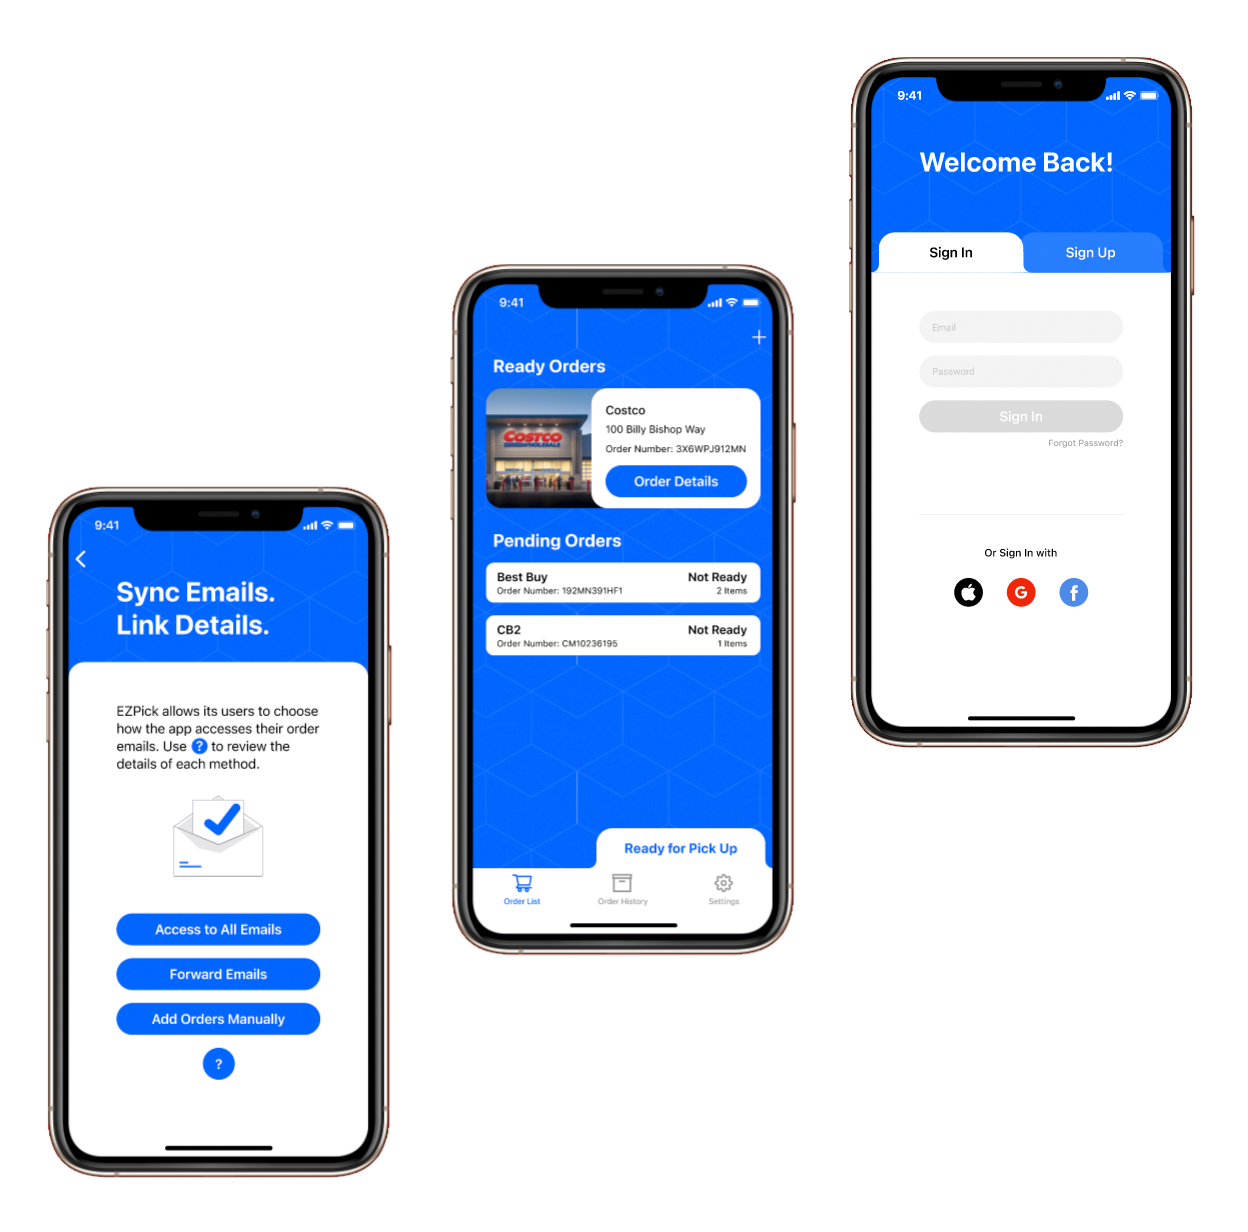 9:41
Sync Emails.
Link Details.
EZPick allows its users to choose
how the app accesses their order
emails. Use ? to review the
details of each method.
Access to All Emails
Forward Emails
Add Orders Manually
?
9:41
Ready Orders
COSTCO
WHOLESALE
Costco
100 Billy Bishop Way
Order Number: 3X6WPJ912MN
Order Details
Pending Orders
Best Buy Not Ready
Order Number: 192MN391HF1 2 Items
CB2 Not Ready
Order Number: CM10236195 1 Items
Ready for Pick Up
Order List Order History Settings
9:41
Welcome Back!
Sign In Sign Up
Email
Password
Sign In
Forgot Password?
Or Sign In with
G f